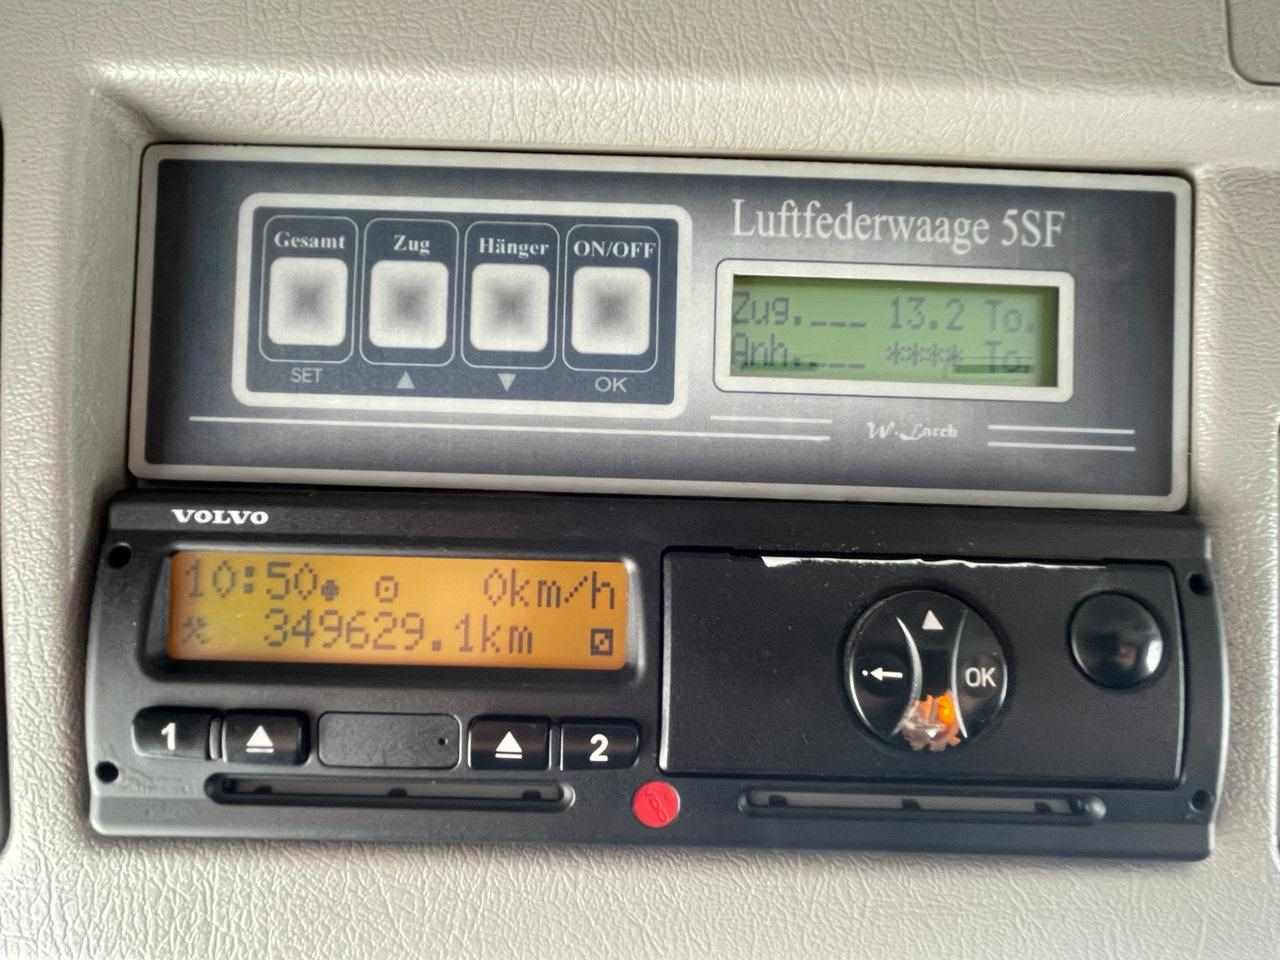 Luftfederwaage 5SF
Gesamt Zug Hänger ON/OFF
SET ▲ ▼ OK
Zug.___ 13.2 To.
Anh.___ **** To.
W. Larch
VOLVO
10:50 0km/h
349629.1km
1 2
OK